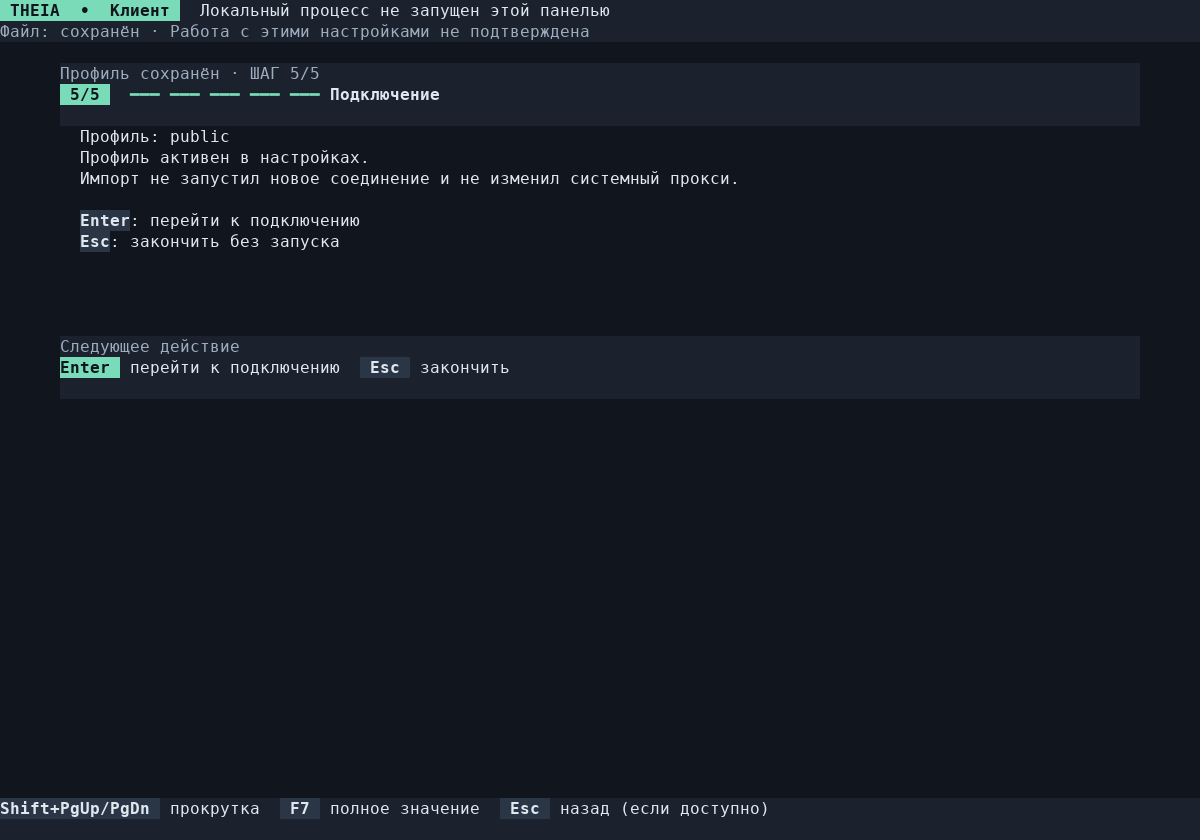 THEIA • Клиент Локальный процесс не запущен этой панелью
Файл: сохранён · Работа с этими настройками не подтверждена
Профиль сохранён · ШАГ 5/5
5/5 ━━━ ━━━ ━━━ ━━━ ━━━ Подключение
Профиль: public
Профиль активен в настройках.
Импорт не запустил новое соединение и не изменил системный прокси.
Enter: перейти к подключению
Esc: закончить без запуска
Следующее действие
Enter перейти к подключению Esc закончить
Shift+PgUp/PgDn прокрутка F7 полное значение Esc назад (если доступно)